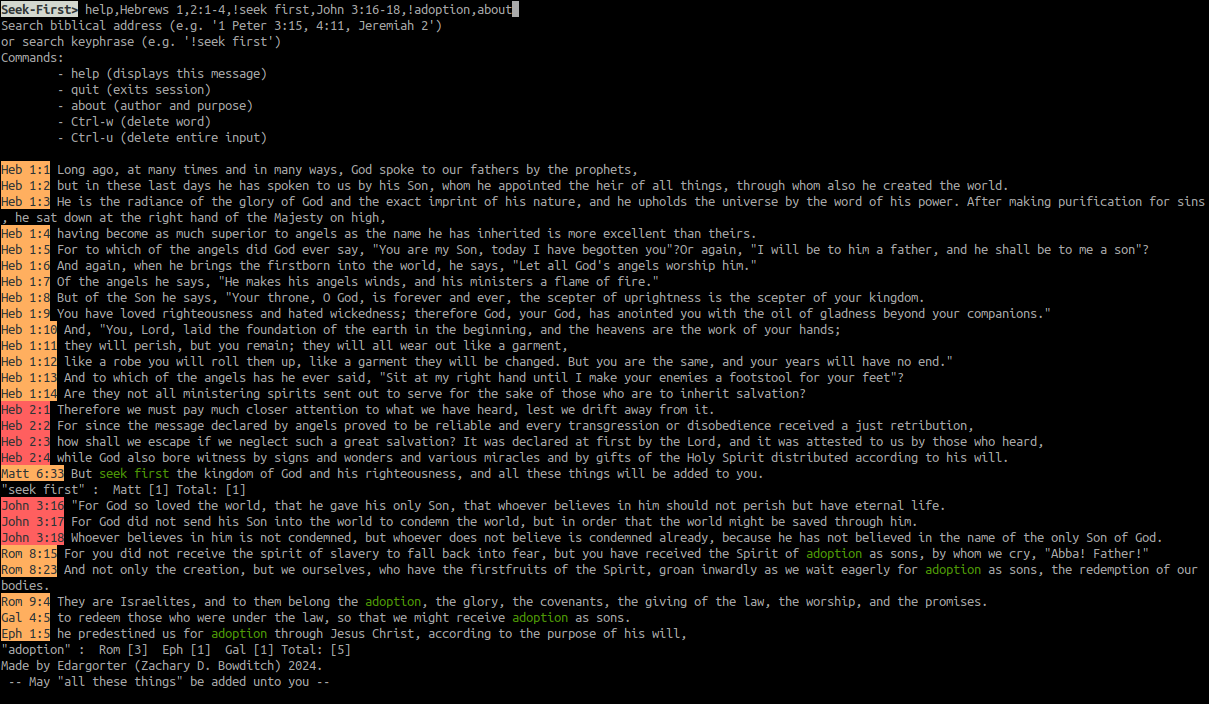 Seek-First> help,Hebrews 1,2:1-4,!seek first,John 3:16-18,!adoption,about
Search biblical address (e.g. '1 Peter 3:15, 4:11, Jeremiah 2')
or search keyphrase (e.g. '!seek first')
Commands:
- help (displays this message)
- quit (exits session)
- about (author and purpose)
- Ctrl-w (delete word)
- Ctrl-u (delete entire input)
Heb 1:1 Long ago, at many times and in many ways, God spoke to our fathers by the prophets,
Heb 1:2 but in these last days he has spoken to us by his Son, whom he appointed the heir of all things, through whom also he created the world.
Heb 1:3 He is the radiance of the glory of God and the exact imprint of his nature, and he upholds the universe by the word of his power. After making purification for sins
, he sat down at the right hand of the Majesty on high,
Heb 1:4 having become as much superior to angels as the name he has inherited is more excellent than theirs.
Heb 1:5 For to which of the angels did God ever say, "You are my Son, today I have begotten you"?Or again, "I will be to him a father, and he shall be to me a son"?
Heb 1:6 And again, when he brings the firstborn into the world, he says, "Let all God's angels worship him."
Heb 1:7 Of the angels he says, "He makes his angels winds, and his ministers a flame of fire."
Heb 1:8 But of the Son he says, "Your throne, O God, is forever and ever, the scepter of uprightness is the scepter of your kingdom.
Heb 1:9 You have loved righteousness and hated wickedness; therefore God, your God, has anointed you with the oil of gladness beyond your companions."
Heb 1:10 And, "You, Lord, laid the foundation of the earth in the beginning, and the heavens are the work of your hands;
Heb 1:11 they will perish, but you remain; they will all wear out like a garment,
Heb 1:12 like a robe you will roll them up, like a garment they will be changed. But you are the same, and your years will have no end."
Heb 1:13 And to which of the angels has he ever said, "Sit at my right hand until I make your enemies a footstool for your feet"?
Heb 1:14 Are they not all ministering spirits sent out to serve for the sake of those who are to inherit salvation?
Heb 2:1 Therefore we must pay much closer attention to what we have heard, lest we drift away from it.
Heb 2:2 For since the message declared by angels proved to be reliable and every transgression or disobedience received a just retribution,
Heb 2:3 how shall we escape if we neglect such a great salvation? It was declared at first by the Lord, and it was attested to us by those who heard,
Heb 2:4 while God also bore witness by signs and wonders and various miracles and by gifts of the Holy Spirit distributed according to his will.
Matt 6:33 But seek first the kingdom of God and his righteousness, and all these things will be added to you.
"seek first" :  Matt [1] Total: [1]
John 3:16 "For God so loved the world, that he gave his only Son, that whoever believes in him should not perish but have eternal life.
John 3:17 For God did not send his Son into the world to condemn the world, but in order that the world might be saved through him.
John 3:18 Whoever believes in him is not condemned, but whoever does not believe is condemned already, because he has not believed in the name of the only Son of God.
Rom 8:15 For you did not receive the spirit of slavery to fall back into fear, but you have received the Spirit of adoption as sons, by whom we cry, "Abba! Father!"
Rom 8:23 And not only the creation, but we ourselves, who have the firstfruits of the Spirit, groan inwardly as we wait eagerly for adoption as sons, the redemption of our
bodies.
Rom 9:4 They are Israelites, and to them belong the adoption, the glory, the covenants, the giving of the law, the worship, and the promises.
Gal 4:5 to redeem those who were under the law, so that we might receive adoption as sons.
Eph 1:5 he predestined us for adoption through Jesus Christ, according to the purpose of his will,
"adoption" :  Rom [3]  Eph [1]  Gal [1] Total: [5]
Made by Edargorter (Zachary D. Bowditch) 2024.
-- May "all these things" be added unto you --